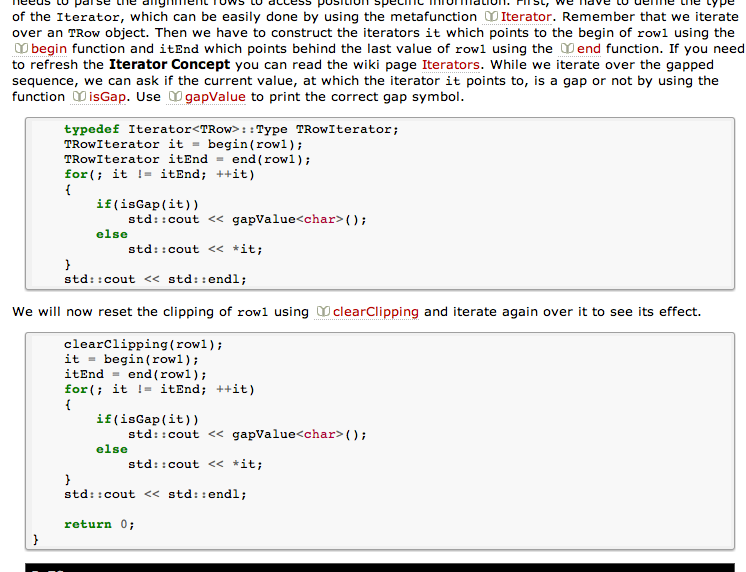 needs to parse the alignment rows to access position specific information. First, we have to define the type
of the Iterator, which can be easily done by using the metafunction Iterator. Remember that we iterate
over an TRow object. Then we have to construct the iterators it which points to the begin of row1 using the
begin function and itEnd which points behind the last value of row1 using the end function. If you need
to refresh the Iterator Concept you can read the wiki page Iterators. While we iterate over the gapped
sequence, we can ask if the current value, at which the iterator it points to, is a gap or not by using the
function isGap. Use gapValue to print the correct gap symbol.
typedef Iterator<TRow>::Type TRowIterator;
TRowIterator it = begin(row1);
TRowIterator itEnd = end(row1);
for(; it != itEnd; ++it)
{
if(isGap(it))
std::cout << gapValue<char>();
else
std::cout << *it;
}
std::cout << std::endl;
We will now reset the clipping of row1 using clearClipping and iterate again over it to see its effect.
clearClipping(row1);
it = begin(row1);
itEnd = end(row1);
for(; it != itEnd; ++it)
{
if(isGap(it))
std::cout << gapValue<char>();
else
std::cout << *it;
}
std::cout << std::endl;
return 0;
}